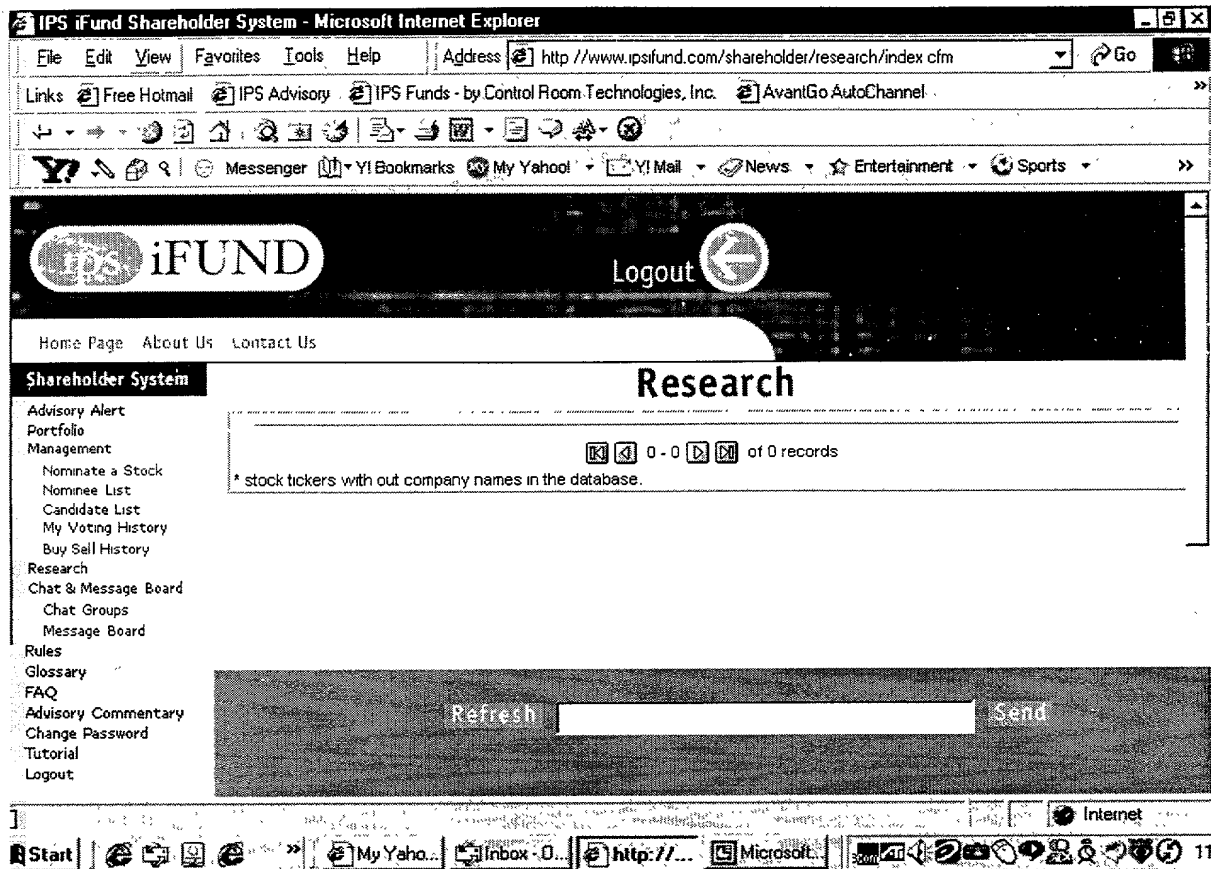 IPS iFund Shareholder System - Microsoft Internet Explorer
File Edit View Favorites Tools Help Address http //www.ipsifund.com/shareholder/research/index cfm Go
Links Free Hotmail IPS Advisory IPS Funds - by Control Room Technologies, Inc. AvantGo AutoChannel »
Y! Messenger Y! Bookmarks My Yahoo! Y! Mail News Entertainment Sports »
ips iFUND
Logout
Home Page About Us Contact Us
Shareholder System
Research
Advisory Alert
Portfolio
Management
Nominate a Stock
Nominee List
Candidate List
My Voting History
Buy Sell History
Research
Chat & Message Board
Chat Groups
Message Board
Rules
Glossary
FAQ
Advisory Commentary
Change Password
Tutorial
Logout
0 - 0 of 0 records
* stock tickers with out company names in the database.
Refresh Send
Internet
Start » My Yaho... Inbox - O... http://... Microsoft... 11